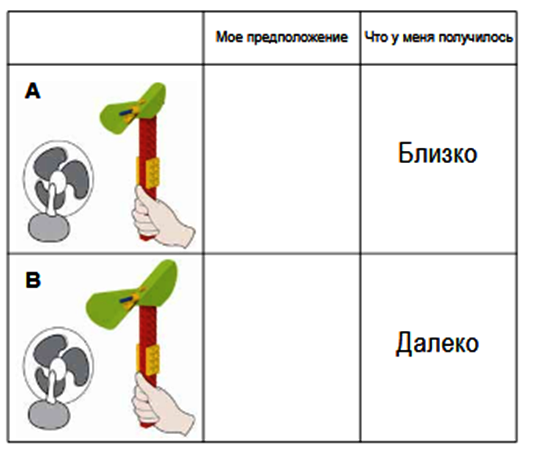 Мое предположение
Что у меня получилось
A
Близко
B
Далеко